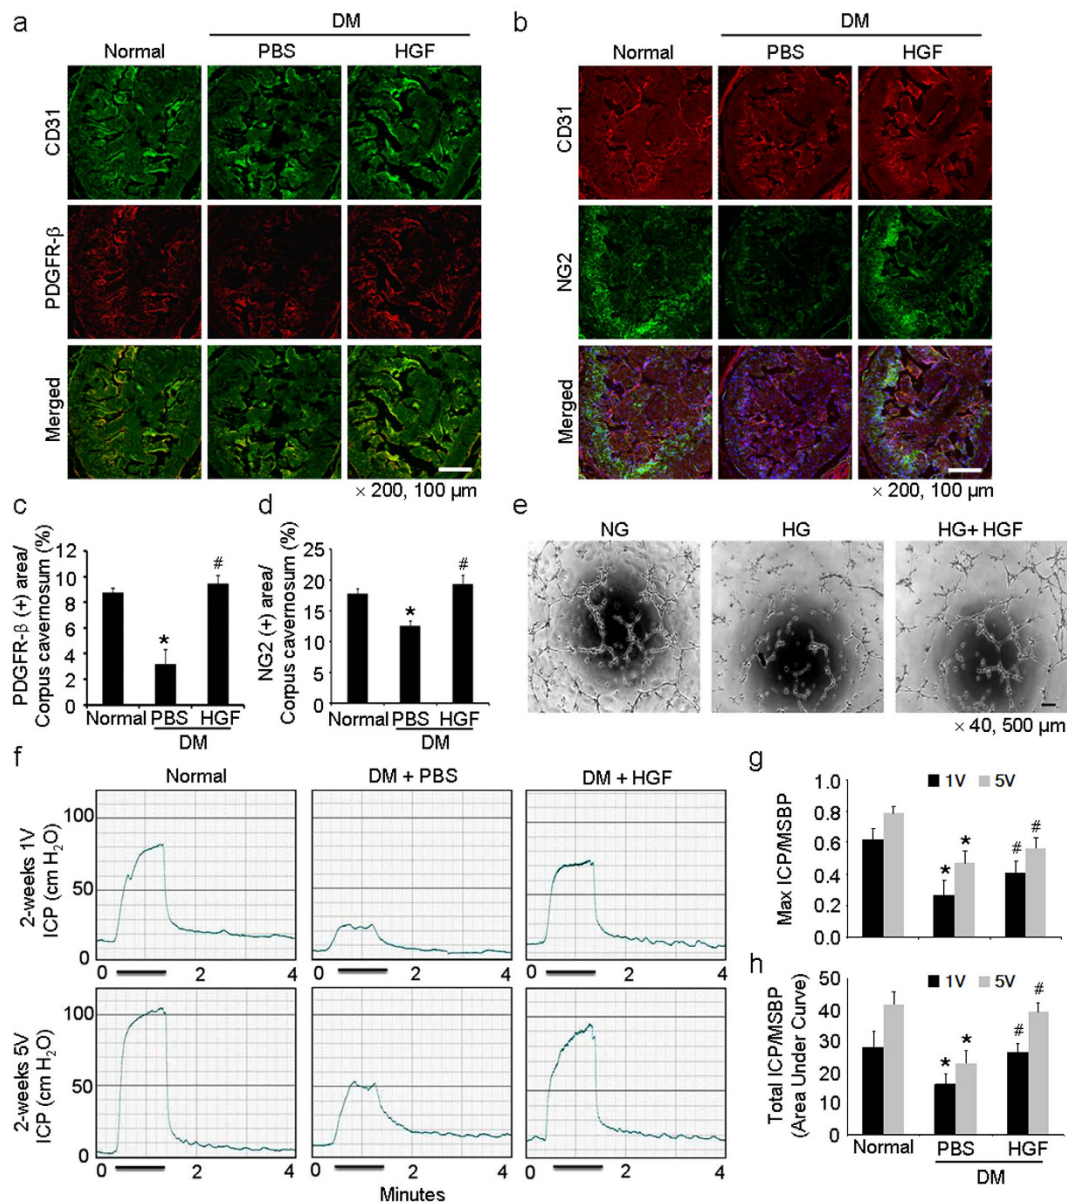 a
DM
Normal
PBS
HGF
CD31
PDGFR-β
Merged
× 200, 100 µm
b
DM
Normal
PBS
HGF
CD31
NG2
Merged
× 200, 100 µm
c
PDGFR-β (+) area/
Corpus cavernosum (%)
12
10
8
6
4
2
0
*
#
Normal PBS HGF
DM
d
NG2 (+) area/
Corpus cavernosum (%)
25
20
15
10
5
0
*
#
Normal PBS HGF
DM
e
NG
HG
HG+ HGF
× 40, 500 µm
f
Normal
DM + PBS
DM + HGF
2-weeks 1V
ICP (cm H₂O)
100
50
0
0 2 4
0 2 4
0 2 4
2-weeks 5V
ICP (cm H₂O)
100
50
0
0 2 4
0 2 4
0 2 4
Minutes
g
1V 5V
Max ICP/MSBP
1.0
0.8
0.6
0.4
0.2
0.0
* *
# #
h
1V 5V
Total ICP/MSBP
(Area Under Curve)
50
40
30
20
10
0
* *
# #
Normal PBS HGF
DM